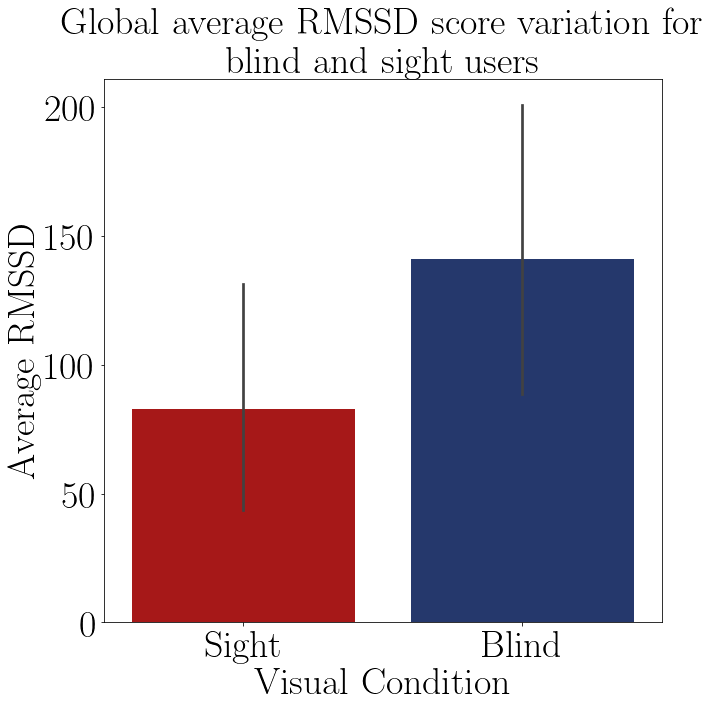 Global average RMSSD score variation for
blind and sight users
200
150
100
50
0
Average RMSSD
Sight
Blind
Visual Condition